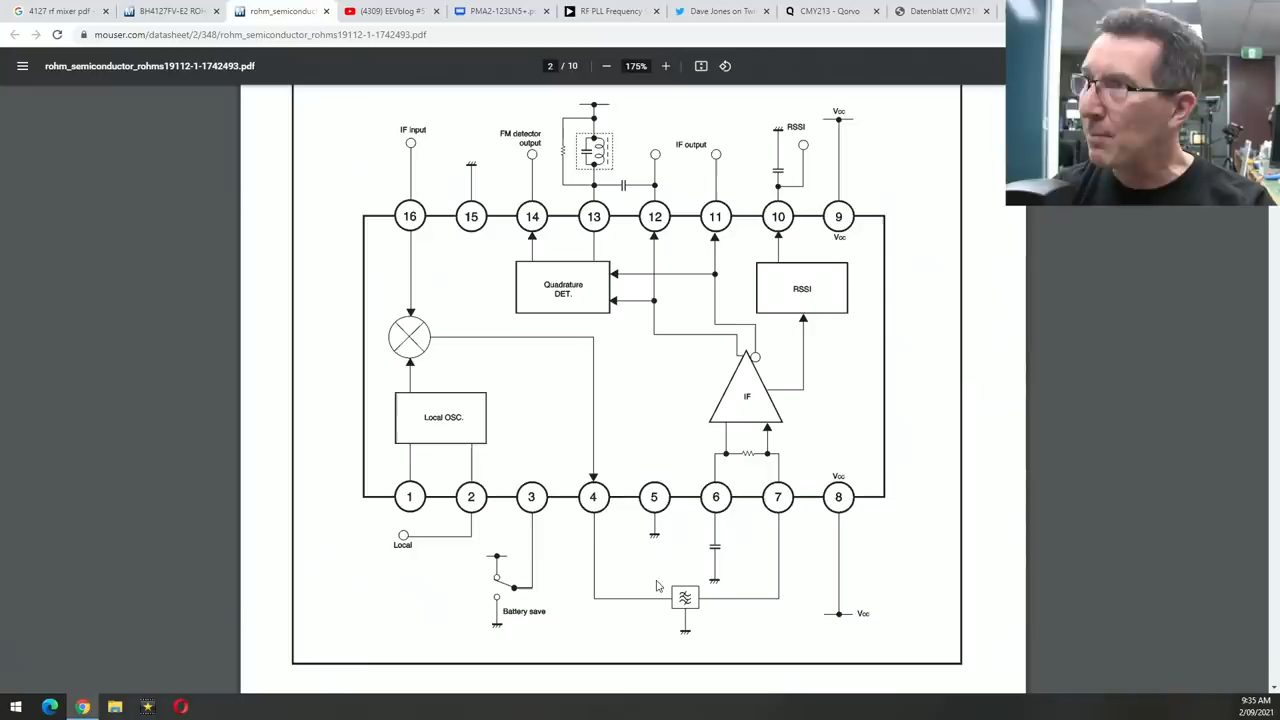 4127 rf mixer pdf
BH4127FV-E2 ROH
rohm_semiconduc
(4309) EEVblog #5
PMA2-123LN5+.p
RF PLL Frequency
Dave Jones on Twi
CMY213 - Qorvo
Datenblatt CMY21
mouser.com/datasheet/2/348/rohm_semiconductor_rohms19112-1-1742493.pdf
rohm_semiconductor_rohms19112-1-1742493.pdf
2 / 10
175%
IF input
FM detector
output
IF output
RSSI
Vcc
16
15
14
13
12
11
10
9
Vcc
Quadrature
DET.
RSSI
IF
Local OSC.
Vcc
1
2
3
4
5
6
7
8
Local
Battery save
Vcc
9:35 AM
2/09/2021